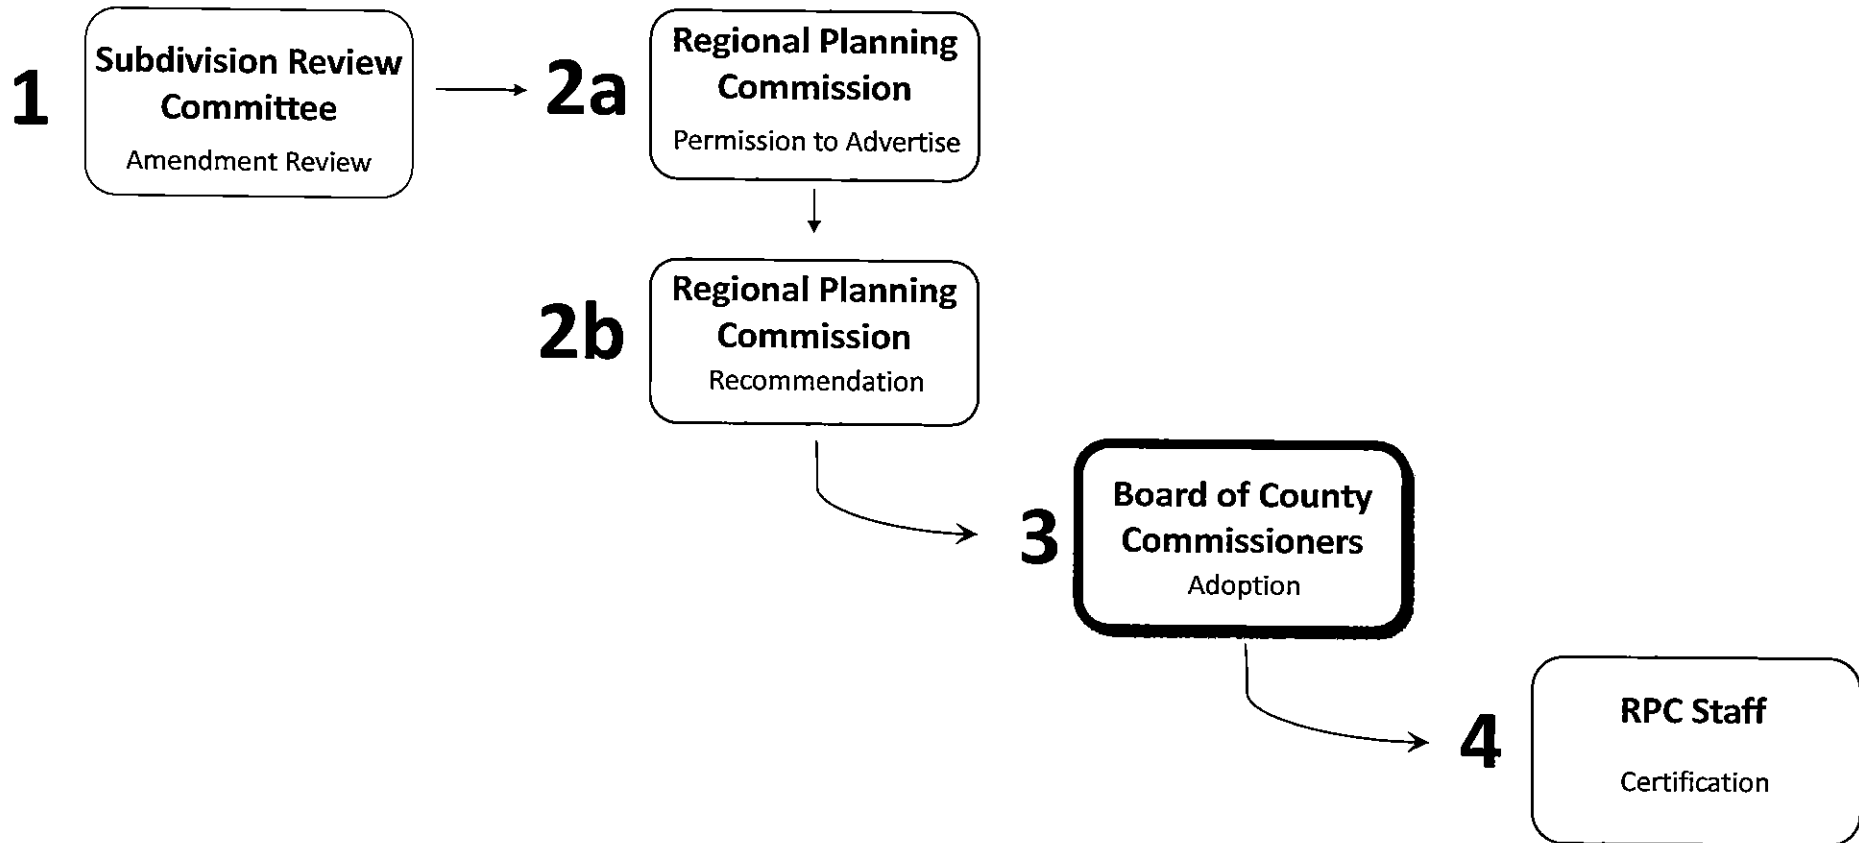 1
Subdivision Review
Committee
Amendment Review
2a
Regional Planning
Commission
Permission to Advertise
2b
Regional Planning
Commission
Recommendation
3
Board of County
Commissioners
Adoption
4
RPC Staff
Certification